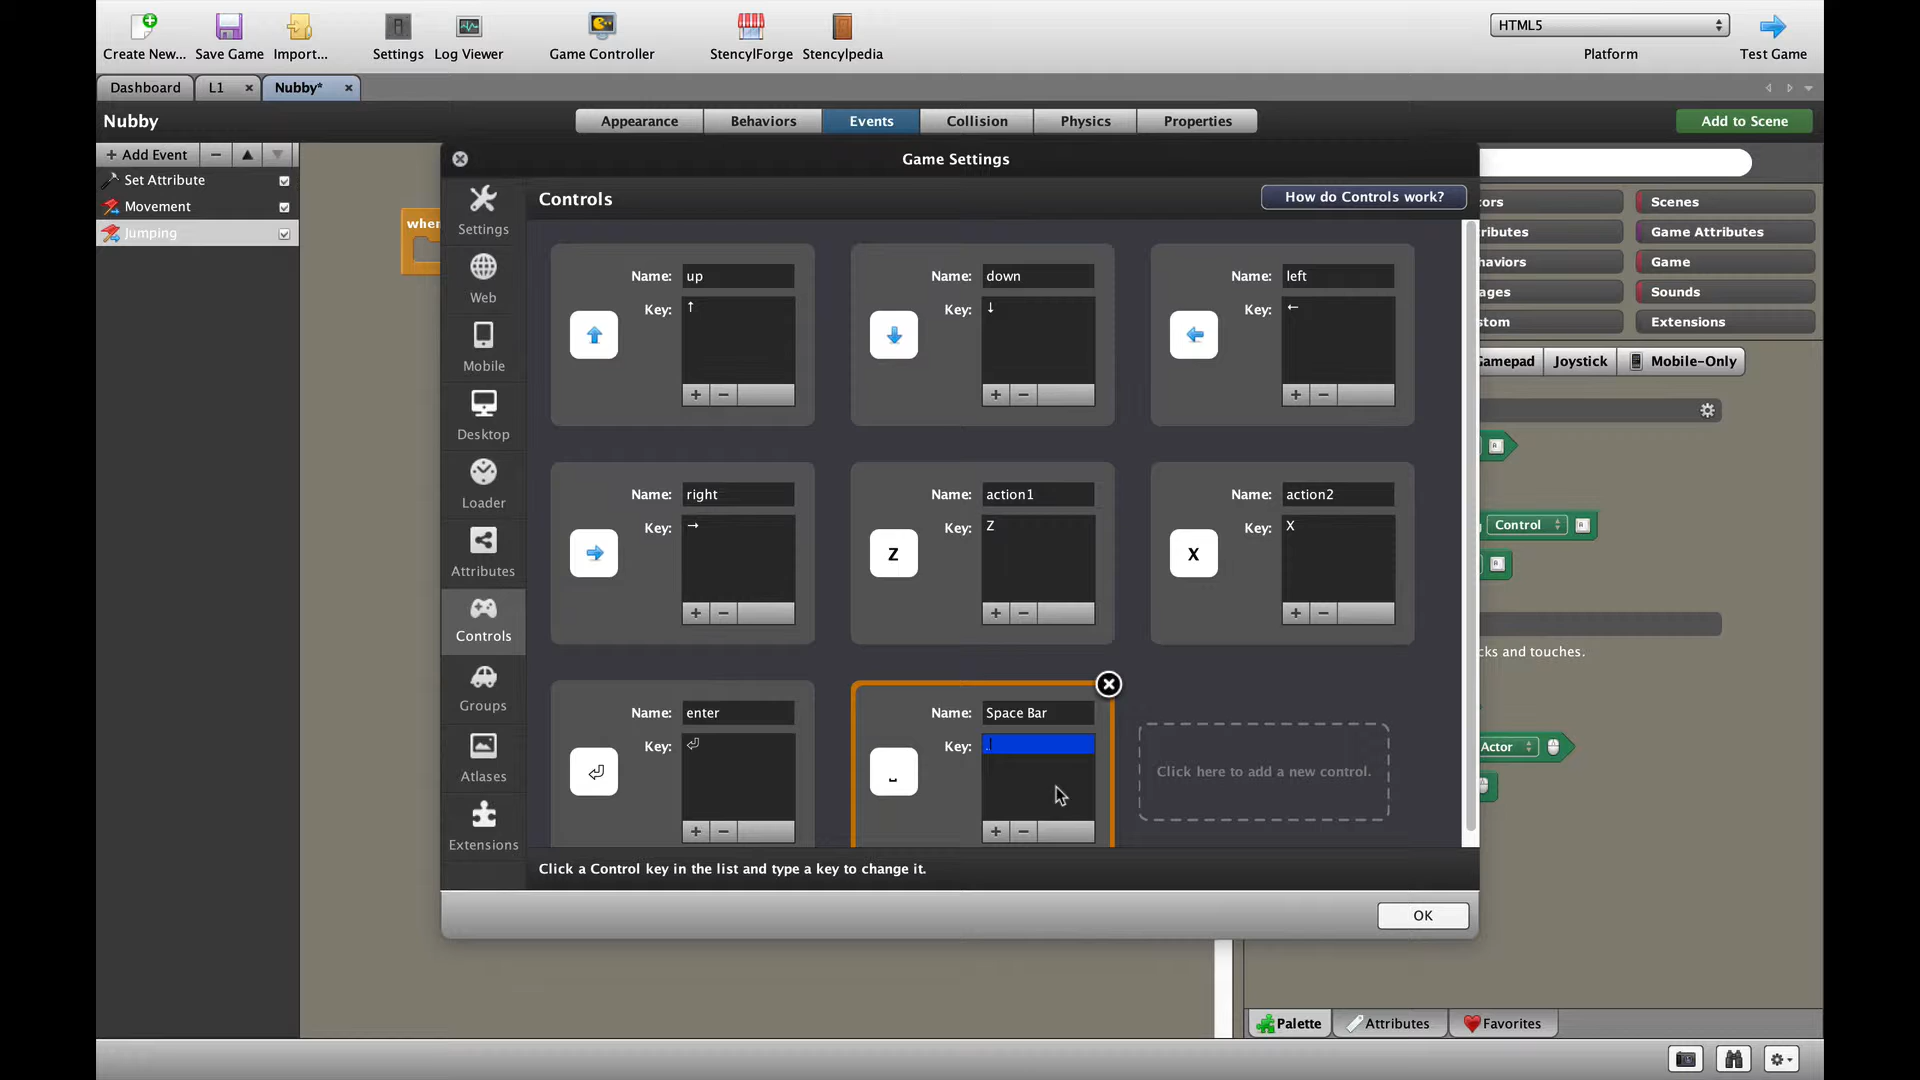 Create New...
Save Game
Import...
Settings
Log Viewer
Game Controller
StencylForge
Stencylpedia
HTML5
Platform
Test Game
Dashboard
L1
Nubby*
Nubby
Appearance
Behaviors
Events
Collision
Physics
Properties
Add to Scene
+ Add Event
Set Attribute
Movement
Jumping
when
Game Settings
Settings
Web
Mobile
Desktop
Loader
Attributes
Controls
Groups
Atlases
Extensions
Controls
How do Controls work?
Name: up
Key: ↑
Name: down
Key: ↓
Name: left
Key: ←
Name: right
Key: →
Name: action1
Key: Z
Z
Name: action2
Key: X
X
Name: enter
Key: ⏎
Name: Space Bar
Key:
Click here to add a new control.
Click a Control key in the list and type a key to change it.
OK
Scenes
Game Attributes
Game
Sounds
Extensions
Joystick
Mobile-Only
Control
and touches.
Actor
Palette
Attributes
Favorites